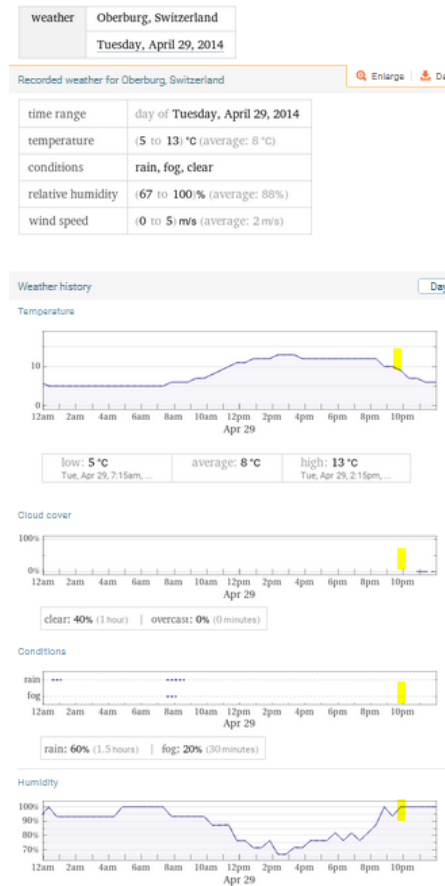 weather
Oberburg, Switzerland
Tuesday, April 29, 2014
Recorded weather for Oberburg, Switzerland
Enlarge
time range day of Tuesday, April 29, 2014
temperature (5 to 13) °C (average: 8 °C)
conditions rain, fog, clear
relative humidity (67 to 100)% (average: 88%)
wind speed (0 to 5) m/s (average: 2 m/s)
Weather history
Day
Temperature
10
0
12am 2am 4am 6am 8am 10am 12pm 2pm 4pm 6pm 8pm 10pm
Apr 29
low: 5 °C average: 8 °C high: 13 °C
Tue, Apr 29, 7:15am, ... Tue, Apr 29, 2:15pm, ...
Cloud cover
100%
0%
12am 2am 4am 6am 8am 10am 12pm 2pm 4pm 6pm 8pm 10pm
Apr 29
clear: 40% (1 hour) | overcast: 0% (0 minutes)
Conditions
rain
fog
12am 2am 4am 6am 8am 10am 12pm 2pm 4pm 6pm 8pm 10pm
Apr 29
rain: 60% (1.5 hours) | fog: 20% (30 minutes)
Humidity
100%
90%
80%
70%
12am 2am 4am 6am 8am 10am 12pm 2pm 4pm 6pm 8pm 10pm
Apr 29